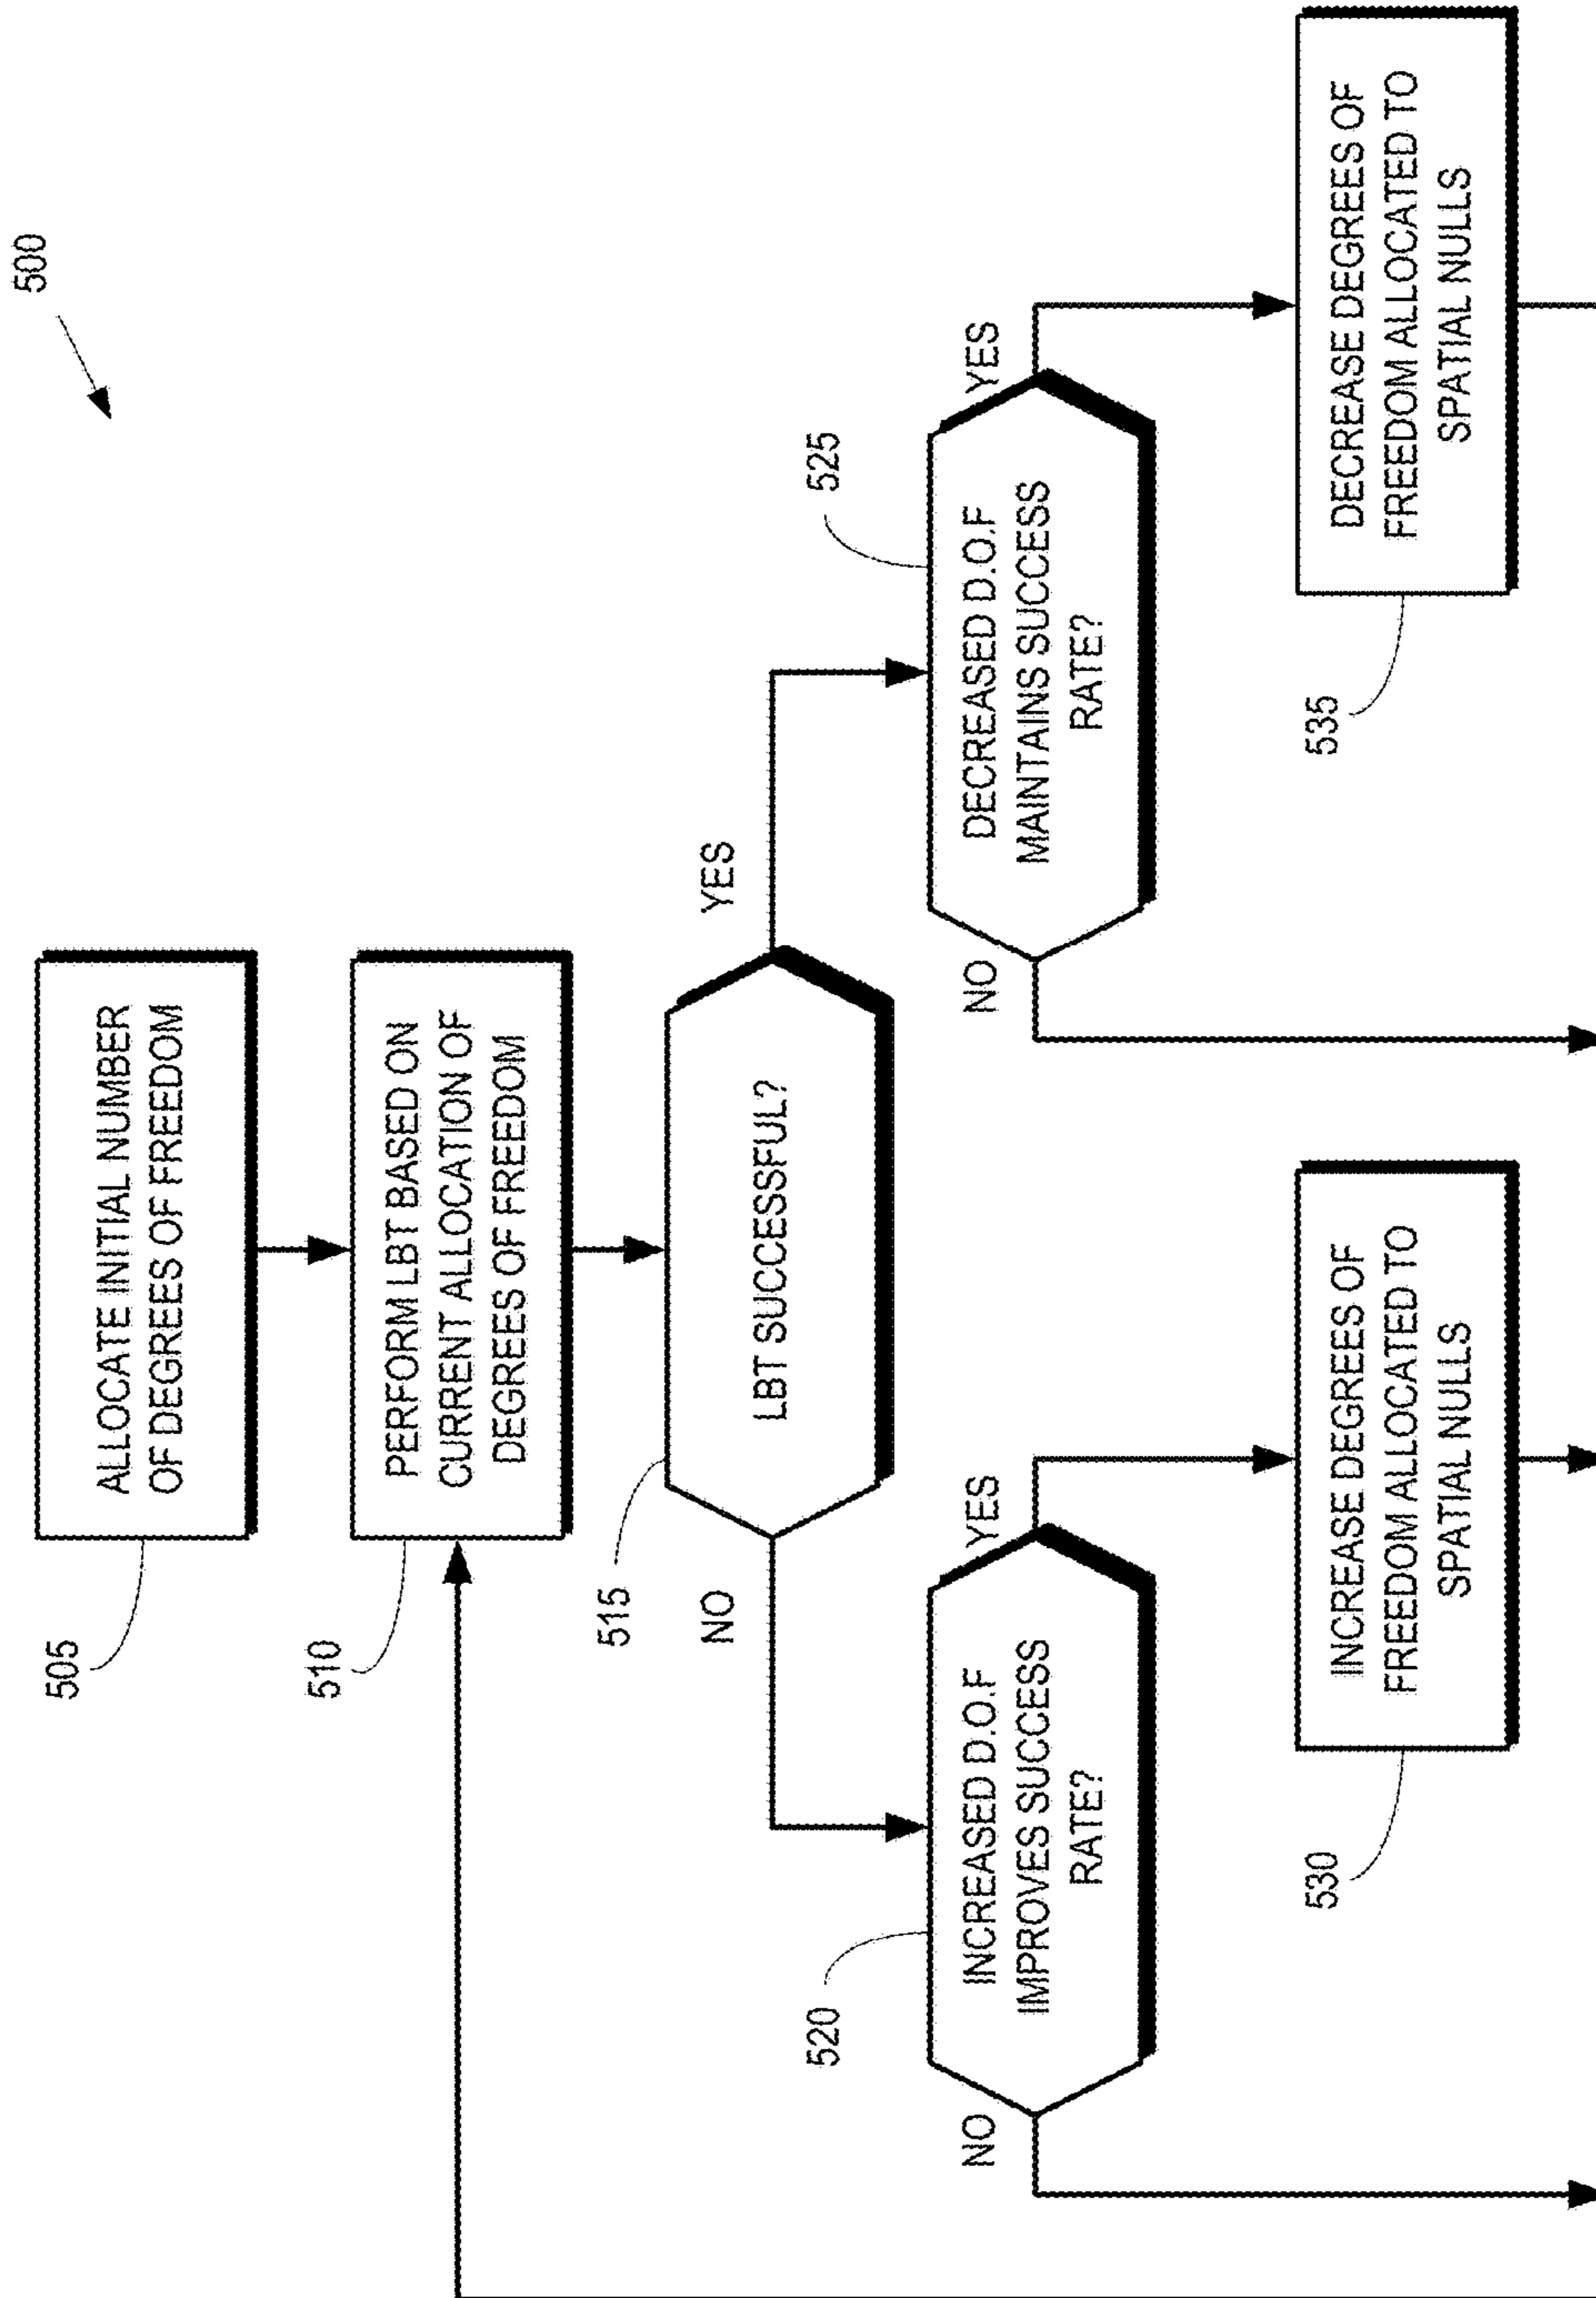 500
505
ALLOCATE INITIAL NUMBER
OF DEGREES OF FREEDOM
510
PERFORM LBT BASED ON
CURRENT ALLOCATION OF
DEGREES OF FREEDOM
515
LBT SUCCESSFUL?
NO
YES
520
INCREASED D.O.F
IMPROVES SUCCESS
RATE?
NO
YES
525
DECREASED D.O.F
MAINTAINS SUCCESS
RATE?
NO
YES
530
INCREASE DEGREES OF
FREEDOM ALLOCATED TO
SPATIAL NULLS
535
DECREASE DEGREES OF
FREEDOM ALLOCATED TO
SPATIAL NULLS